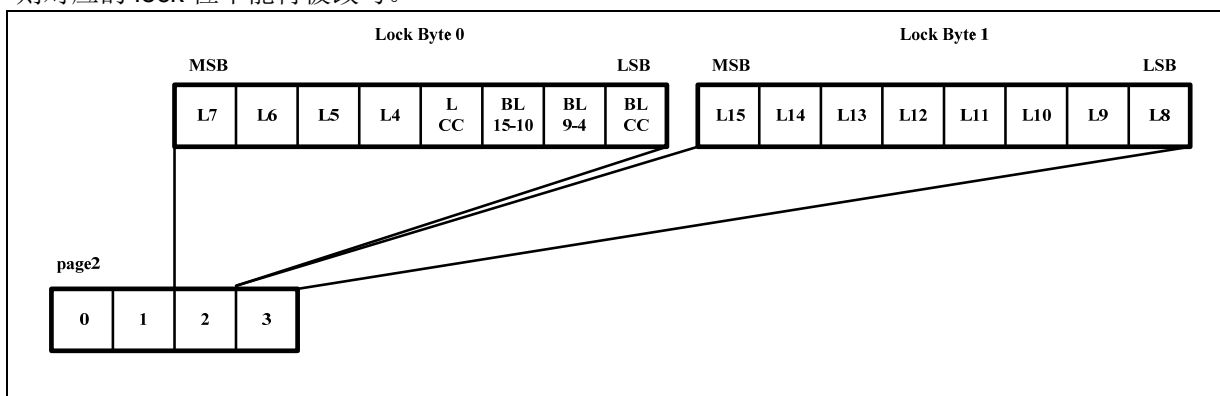 Lock Byte 0
Lock Byte 1
MSB
LSB
MSB
LSB
L7
L6
L5
L4
L
CC
BL
15-10
BL
9-4
BL
CC
L15
L14
L13
L12
L11
L10
L9
L8
page2
0
1
2
3